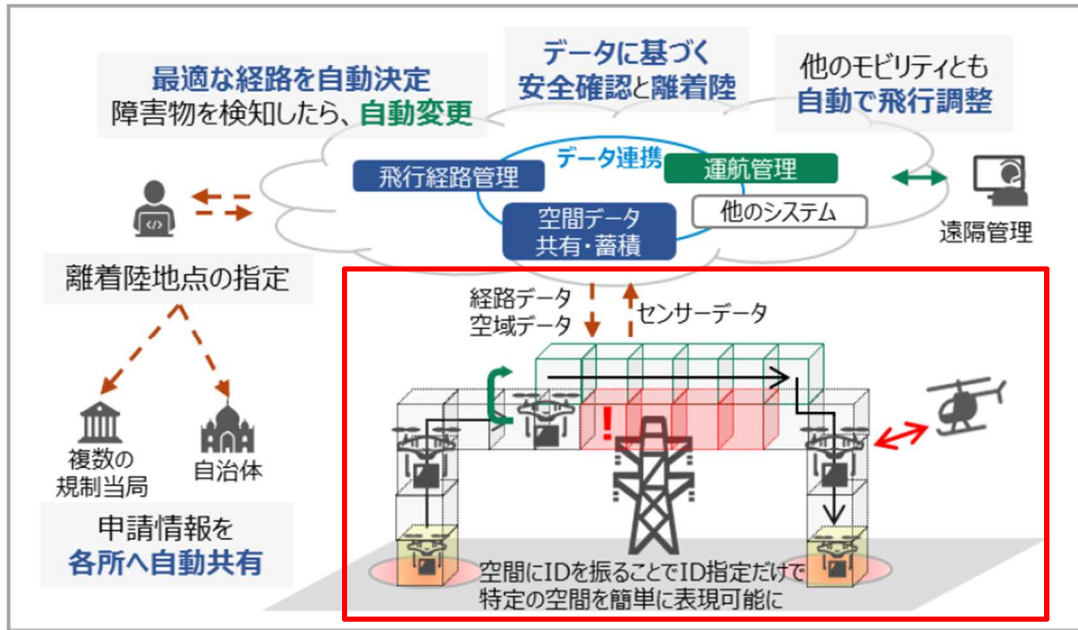 最適な経路を自動決定
障害物を検知したら、自動変更
データに基づく
安全確認と離着陸
他のモビリティとも
自動で飛行調整
データ連携
飛行経路管理
運航管理
空間データ
共有・蓄積
他のシステム
遠隔管理
離着陸地点の指定
複数の
規制当局
自治体
申請情報を
各所へ自動共有
経路データ
空域データ
センサーデータ
!
空間にIDを振ることでID指定だけで
特定の空間を簡単に表現可能に